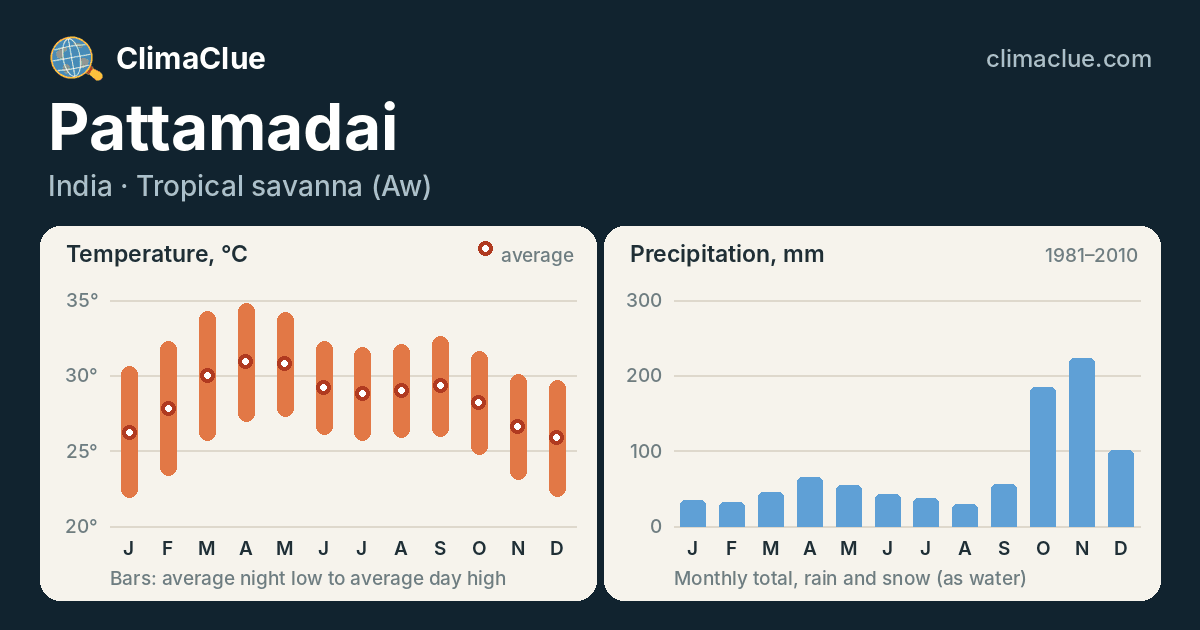 ClimaClue
climaclue.com
Pattamadai
India · Tropical savanna (Aw)
Temperature, °C
average
35°
30°
25°
20°
J F M A M J J A S O N D
Bars: average night low to average day high
Precipitation, mm
1981–2010
300
200
100
0
J F M A M J J A S O N D
Monthly total, rain and snow (as water)